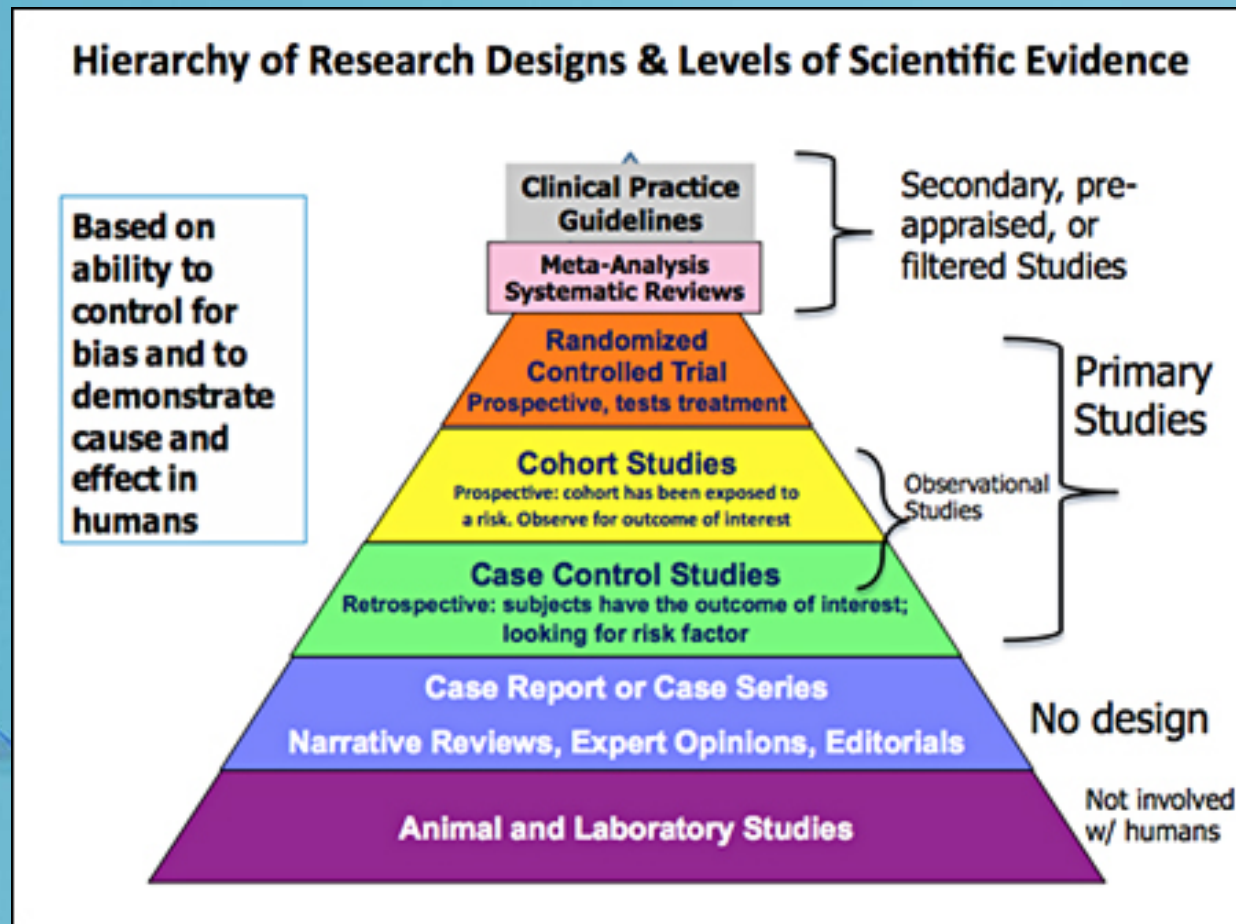 Hierarchy of Research Designs & Levels of Scientific Evidence
Based on
ability to
control for
bias and to
demonstrate
cause and
effect in
humans
Clinical Practice
Guidelines
Meta-Analysis
Systematic Reviews
Secondary, pre-
appraised, or
filtered Studies
Randomized
Controlled Trial
Prospective, tests treatment
Primary
Studies
Cohort Studies
Prospective: cohort has been exposed to
a risk. Observe for outcome of interest
Observational
Studies
Case Control Studies
Retrospective: subjects have the outcome of interest;
looking for risk factor
Case Report or Case Series
Narrative Reviews, Expert Opinions, Editorials
No design
Animal and Laboratory Studies
Not involved
w/ humans